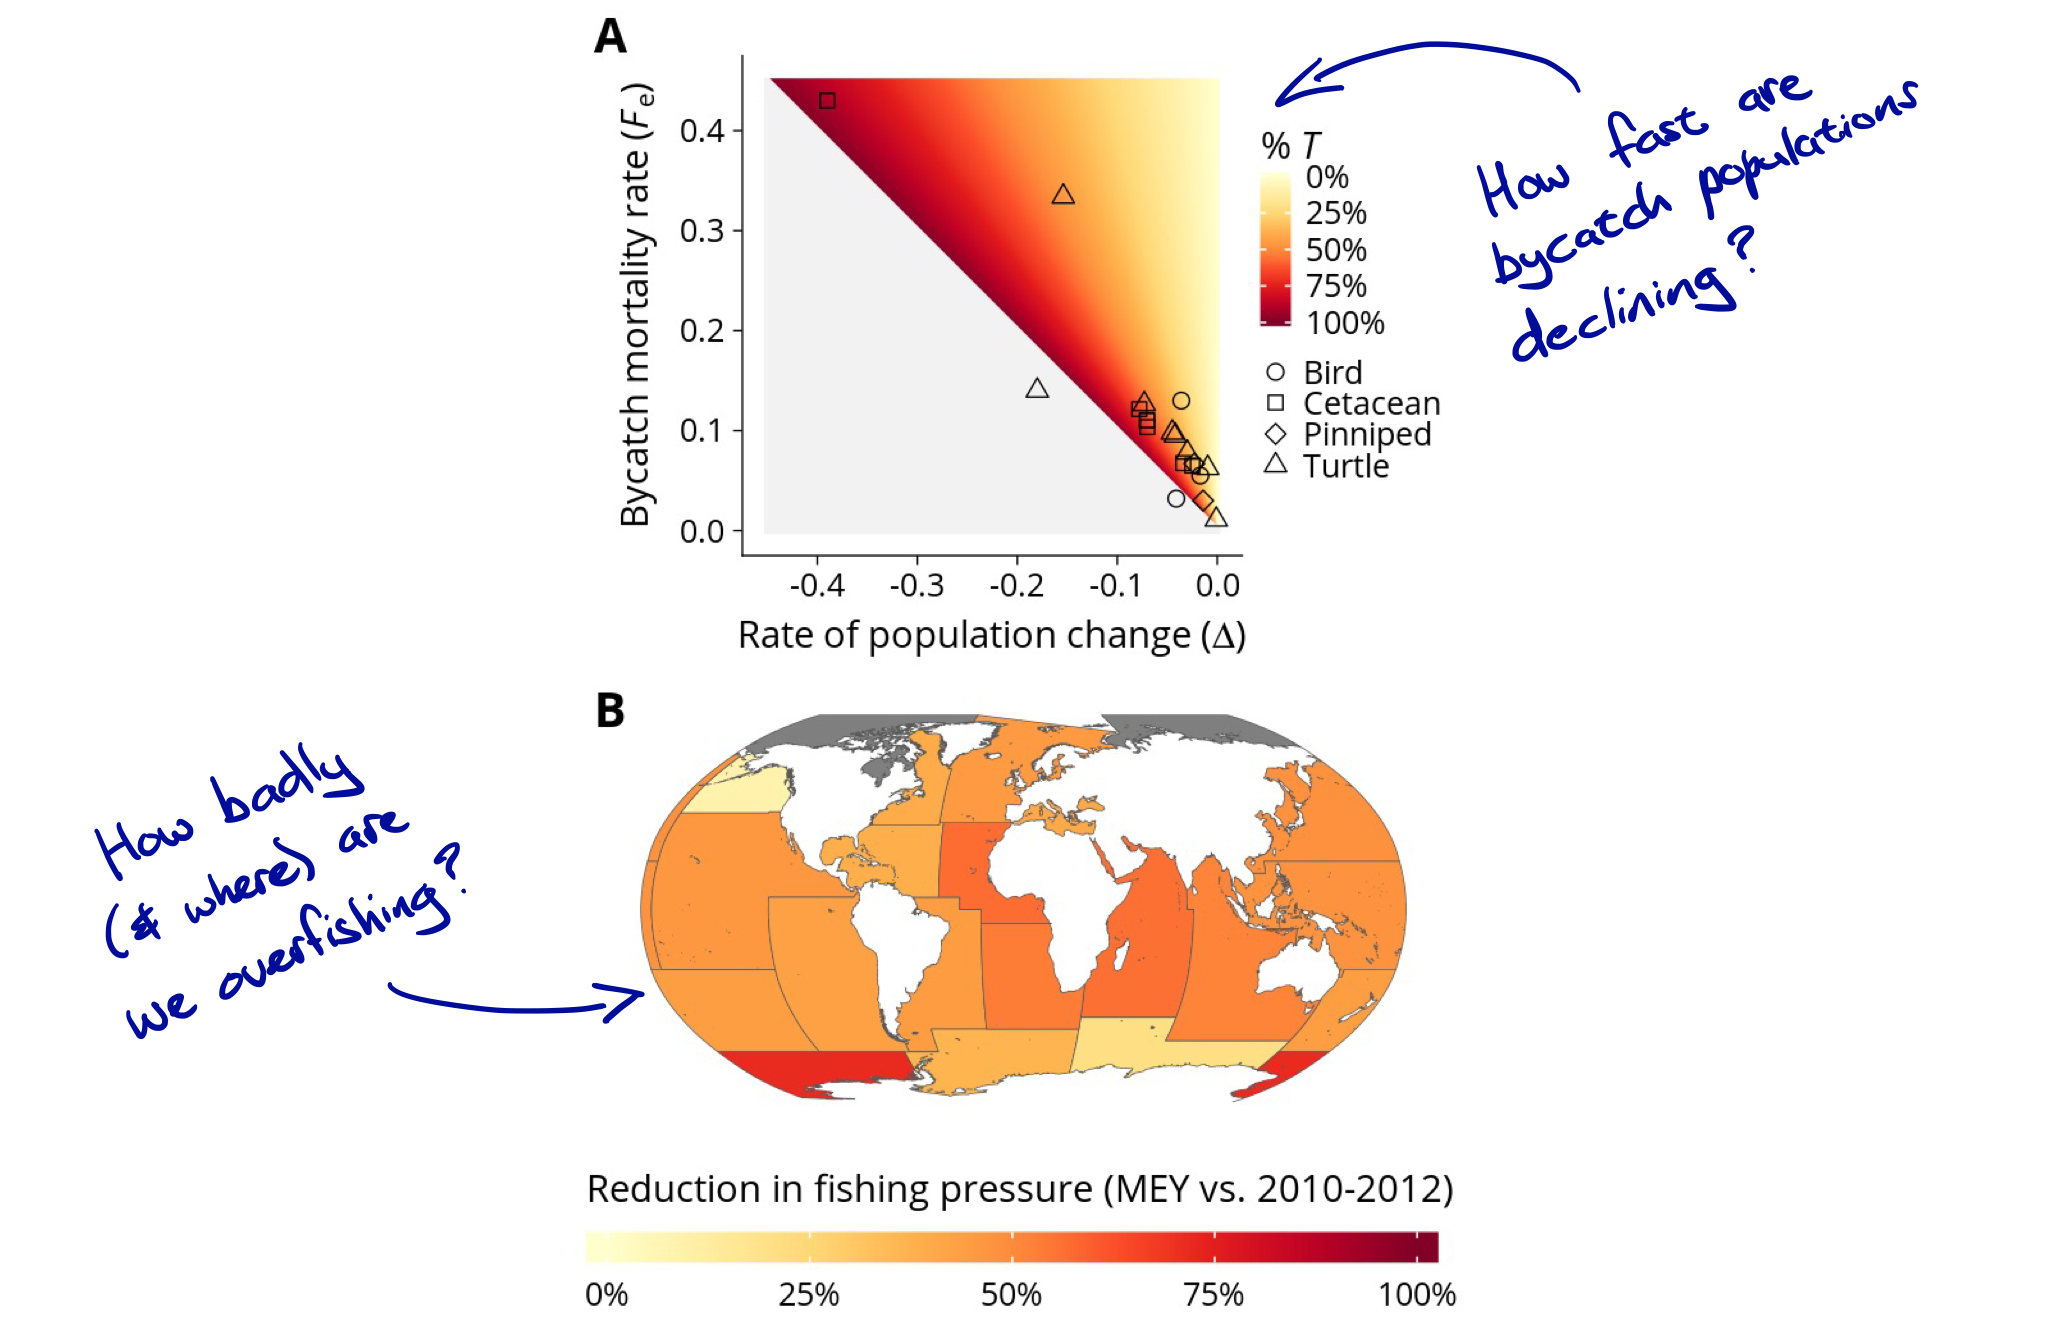 A
Bycatch mortality rate (Fe)
0.4
0.3
0.2
0.1
0.0
-0.4 -0.3 -0.2 -0.1 0.0
Rate of population change (Δ)
% T
0%
25%
50%
75%
100%
Bird
Cetacean
Pinniped
Turtle
How fast are
bycatch populations
declining?
B
How badly
(& where) are
we overfishing?
Reduction in fishing pressure (MEY vs. 2010-2012)
0% 25% 50% 75% 100%